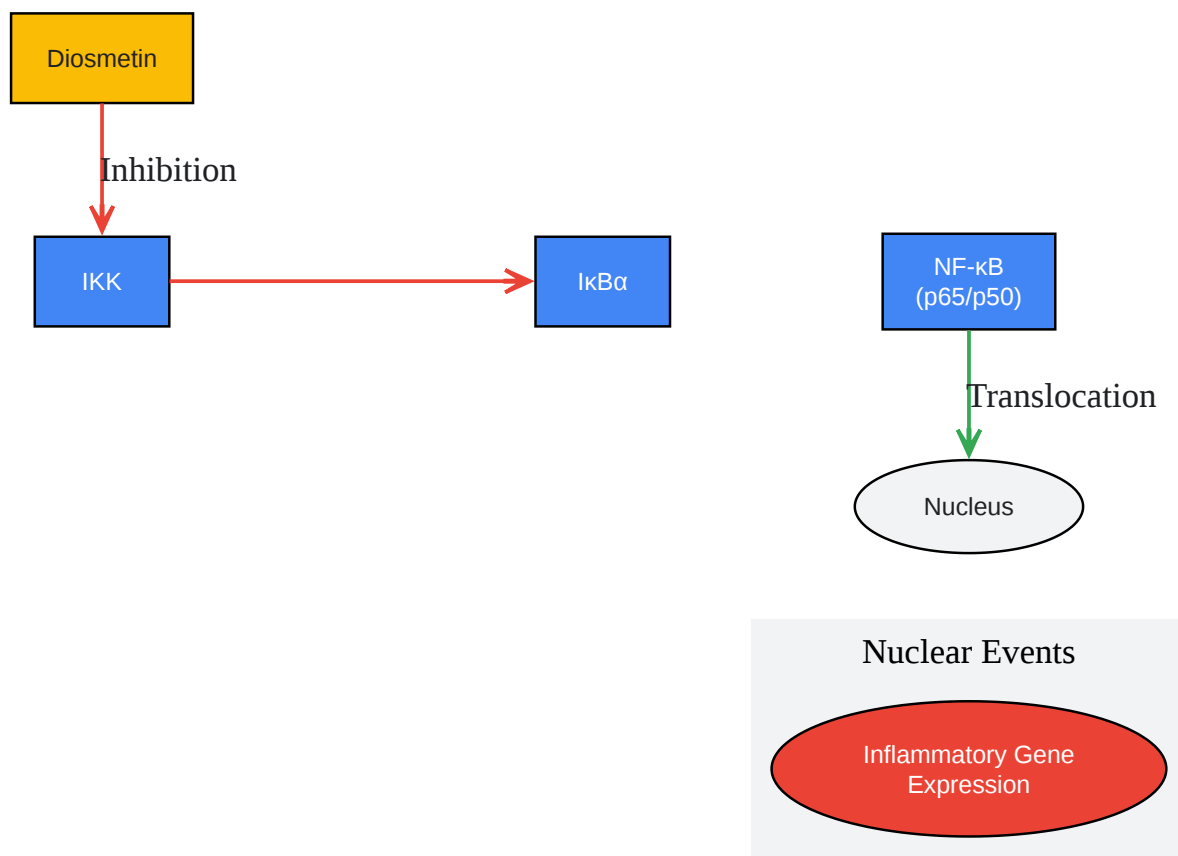 Diosmetin
Inhibition
IKK
IκBα
NF-κB
(p65/p50)
Translocation
Nucleus
Nuclear Events
Inflammatory Gene
Expression